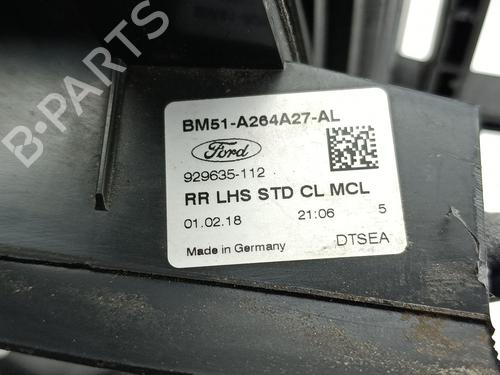 BM51-A264A27-AL
Ford
929635-112
RR LHS STD CL MCL
01.02.18 21:06 5
Made in Germany DTSEA
B-PARTS